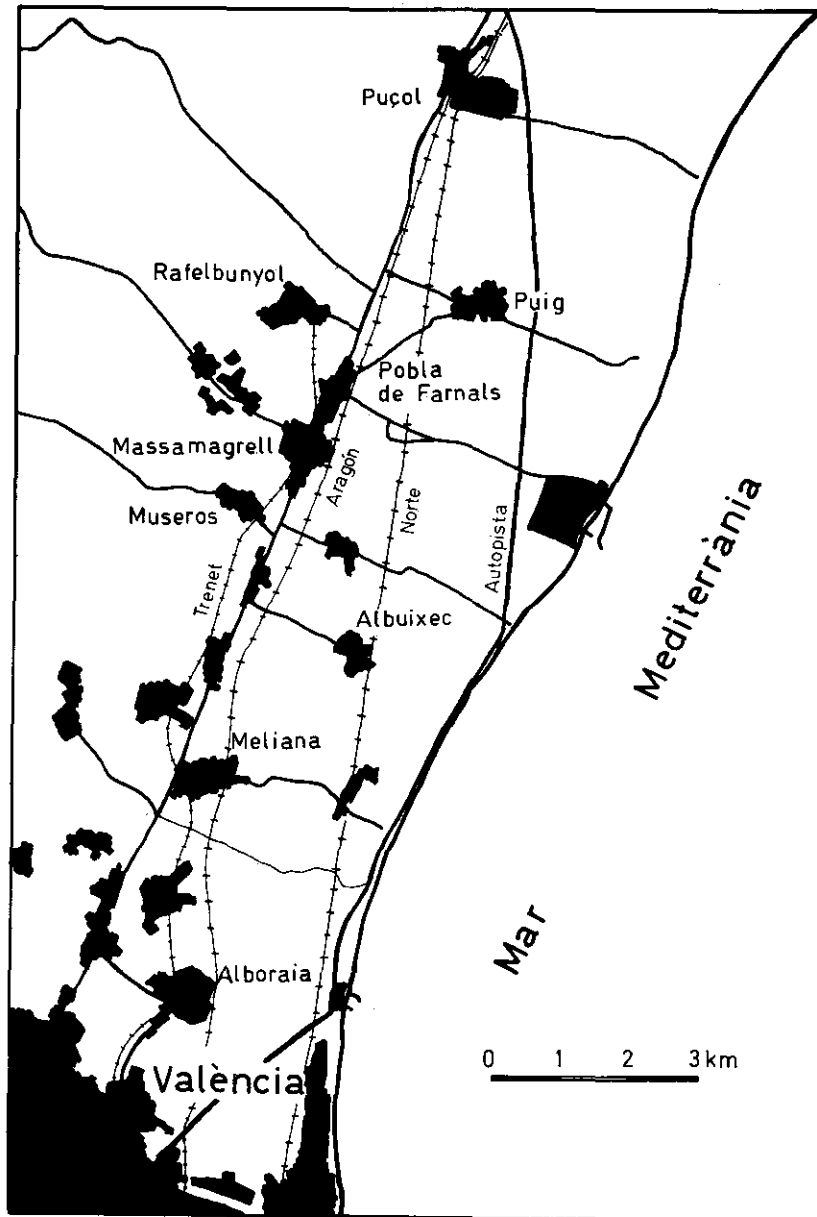 Puçol
Rafelbunyol
Puig
Pobla
de Farnals
Massamagrell
Aragón
Norte
Museros
Autopista
Trenet
Albuixec
Mediterrània
Meliana
Mar
Alboraia
València
0 1 2 3 km